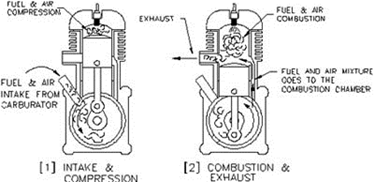 FUEL & AIR
COMPRESSION
FUEL & AIR
INTAKE FROM
CARBURATOR
[1] INTAKE &
COMPRESSION
EXHAUST
FUEL & AIR
COMBUSTION
FUEL AND AIR MIXTURE
GOES TO THE
COMBUSTION CHAMBER
[2] COMBUSTION &
EXHAUST